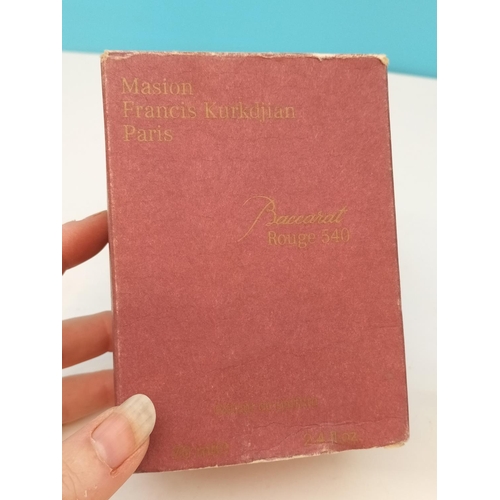 Masion
Francis Kurkdjian
Paris
Baccarat
Rouge 540